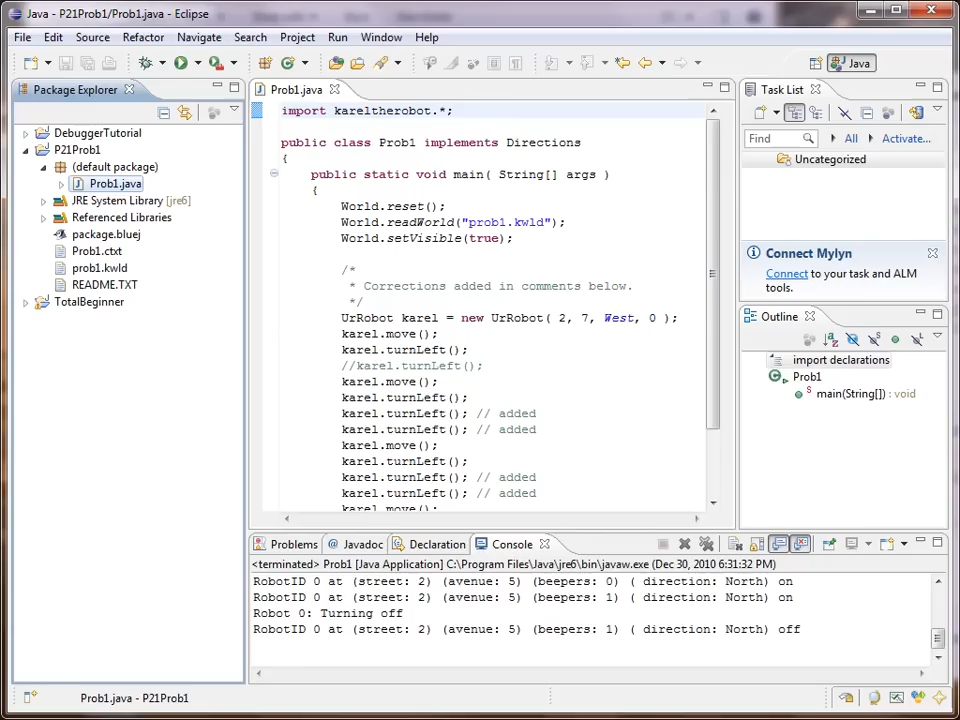 Java - P21Prob1/Prob1.java - Eclipse
File Edit Source Refactor Navigate Search Project Run Window Help
Java
Package Explorer
DebuggerTutorial
P21Prob1
(default package)
Prob1.java
JRE System Library [jre6]
Referenced Libraries
package.bluej
Prob1.ctxt
prob1.kwld
README.TXT
TotalBeginner
Prob1.java
import kareltherobot.*;
public class Prob1 implements Directions
{
public static void main( String[] args )
{
World.reset();
World.readWorld("prob1.kwld");
World.setVisible(true);
/*
* Corrections added in comments below.
*/
UrRobot karel = new UrRobot( 2, 7, West, 0 );
karel.move();
karel.turnLeft();
//karel.turnLeft();
karel.move();
karel.turnLeft();
karel.turnLeft(); // added
karel.turnLeft(); // added
karel.move();
karel.turnLeft();
karel.turnLeft(); // added
karel.turnLeft(); // added
karel.move();
Task List
Find All Activate...
Uncategorized
Connect Mylyn
Connect to your task and ALM
tools.
Outline
import declarations
Prob1
main(String[]) : void
Problems Javadoc Declaration Console
<terminated> Prob1 [Java Application] C:\Program Files\Java\jre6\bin\javaw.exe (Dec 30, 2010 6:31:32 PM)
RobotID 0 at (street: 2) (avenue: 5) (beepers: 0) ( direction: North) on
RobotID 0 at (street: 2) (avenue: 5) (beepers: 1) ( direction: North) on
Robot 0: Turning off
RobotID 0 at (street: 2) (avenue: 5) (beepers: 1) ( direction: North) off
Prob1.java - P21Prob1